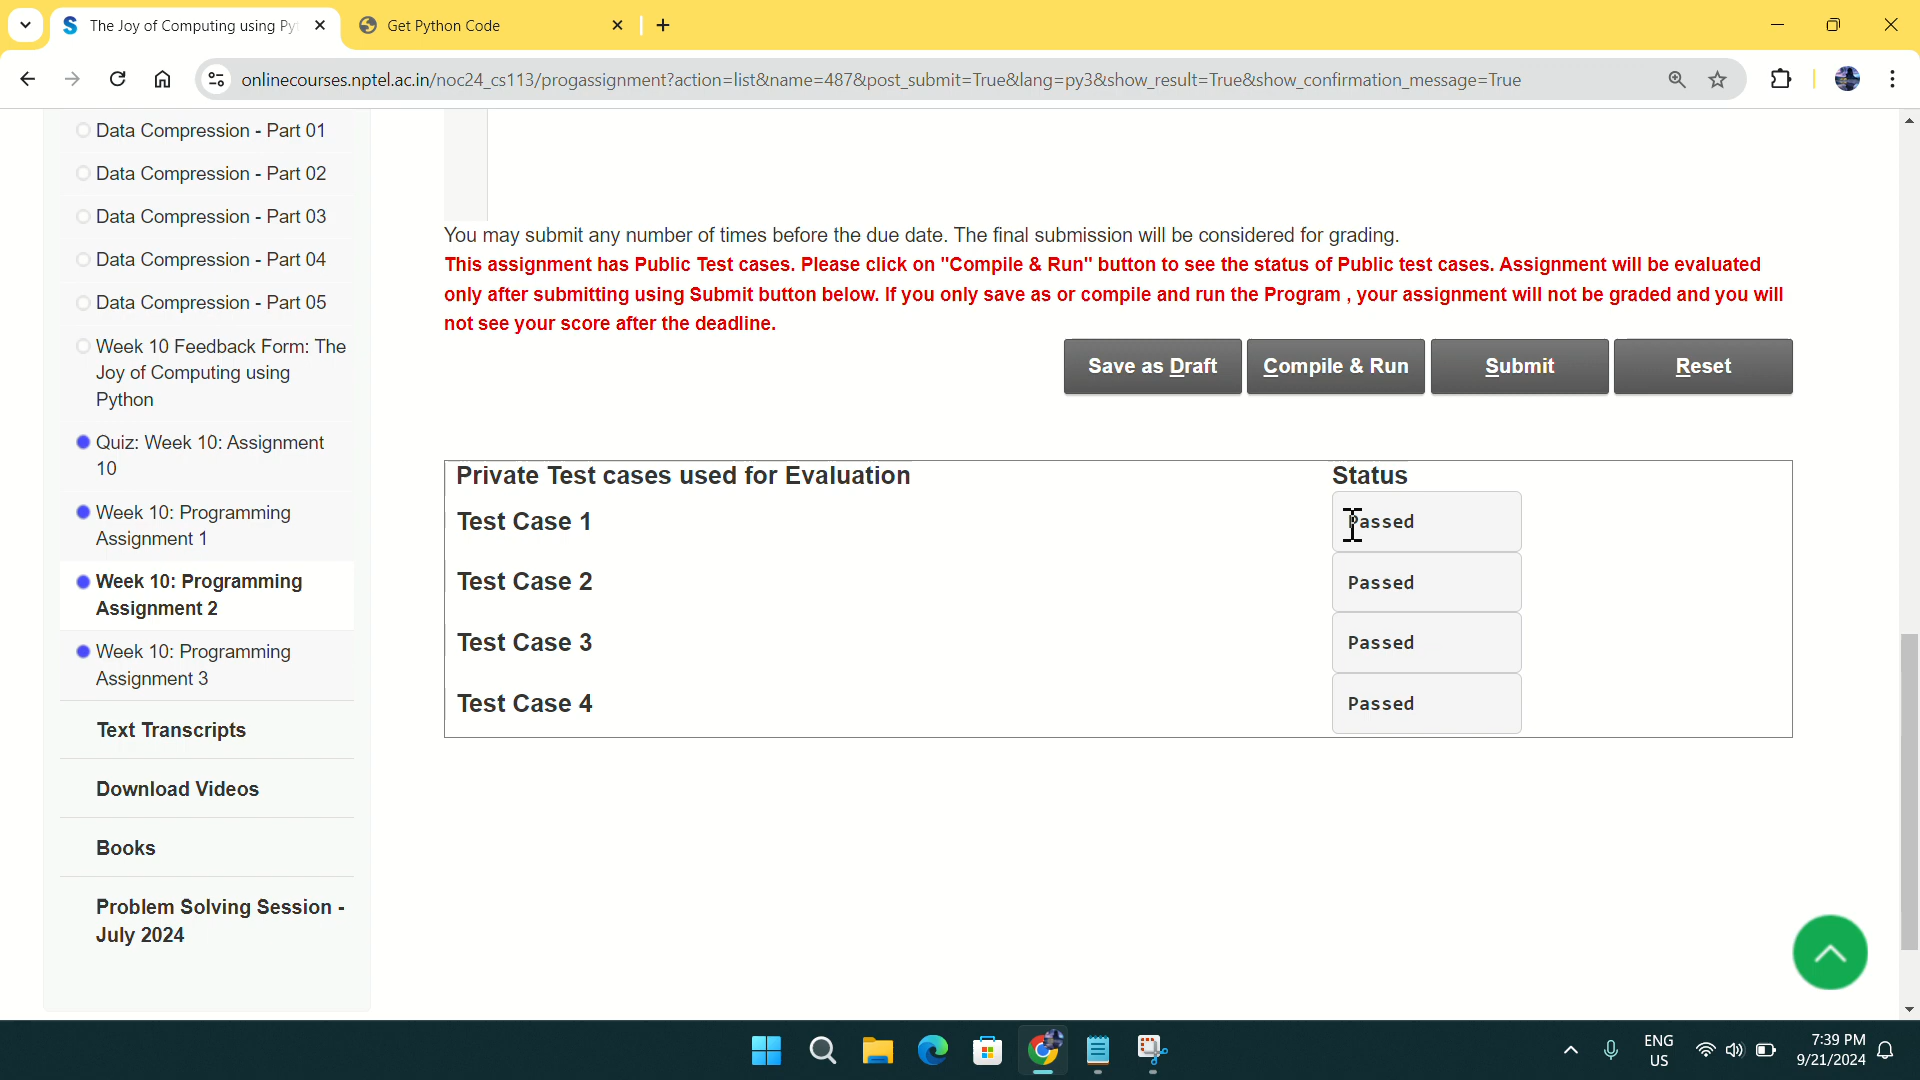 The Joy of Computing using Py
Get Python Code
onlinecourses.nptel.ac.in/noc24_cs113/progassignment?action=list&name=487&post_submit=True&lang=py3&show_result=True&show_confirmation_message=True
Data Compression - Part 01
Data Compression - Part 02
Data Compression - Part 03
Data Compression - Part 04
Data Compression - Part 05
Week 10 Feedback Form: The
Joy of Computing using
Python
Quiz: Week 10: Assignment
10
Week 10: Programming
Assignment 1
Week 10: Programming
Assignment 2
Week 10: Programming
Assignment 3
Text Transcripts
Download Videos
Books
Problem Solving Session -
July 2024
You may submit any number of times before the due date. The final submission will be considered for grading.
This assignment has Public Test cases. Please click on "Compile & Run" button to see the status of Public test cases. Assignment will be evaluated
only after submitting using Submit button below. If you only save as or compile and run the Program , your assignment will not be graded and you will
not see your score after the deadline.
Save as Draft
Compile & Run
Submit
Reset
Private Test cases used for Evaluation
Status
Test Case 1
Passed
Test Case 2
Passed
Test Case 3
Passed
Test Case 4
Passed
ENG
US
7:39 PM
9/21/2024